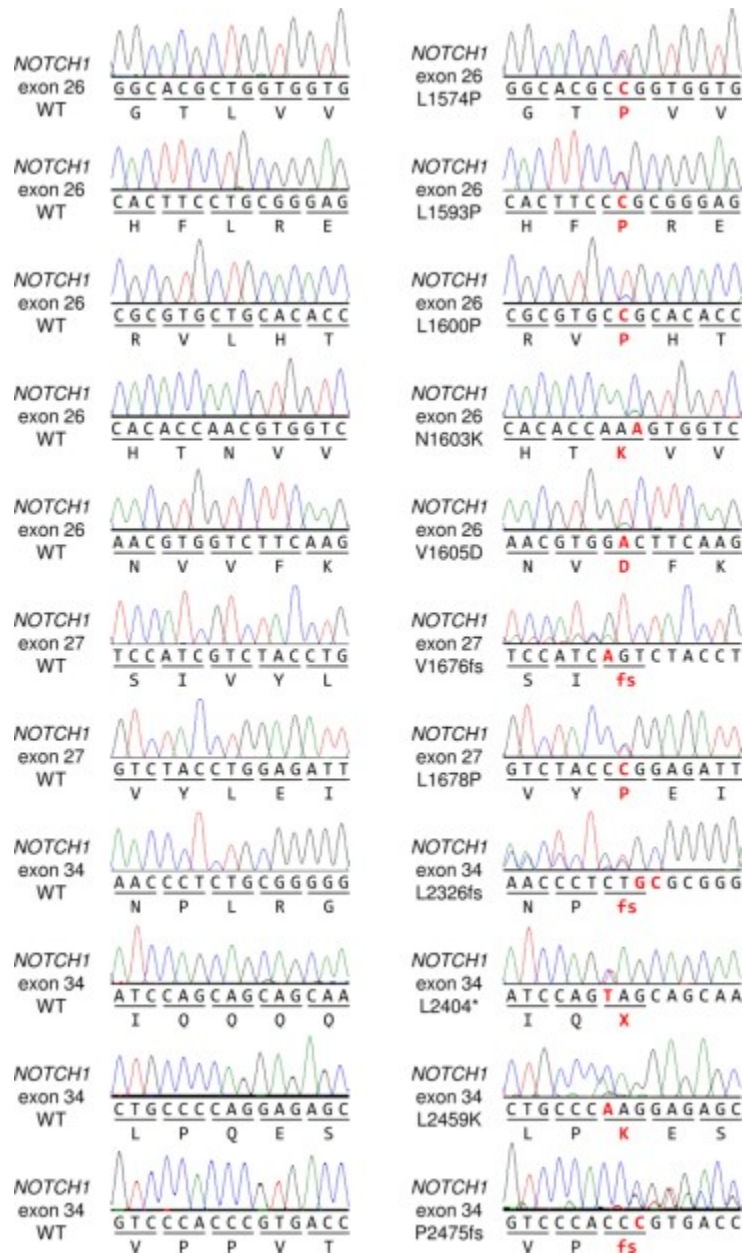 NOTCH1
exon 26
WT
GGCACGCTGGTGGTG
G T L V V
NOTCH1
exon 26
L1574P
GGCACGCCGGTGGTG
G T P V V
NOTCH1
exon 26
WT
CACTTCCTGCGGGAG
H F L R E
NOTCH1
exon 26
L1593P
CACTTCCCGCGGGAG
H F P R E
NOTCH1
exon 26
WT
CGCGTGCTGCACACC
R V L H T
NOTCH1
exon 26
L1600P
CGCGTGCCGCACACC
R V P H T
NOTCH1
exon 26
WT
CACACCAACGTGGTC
H T N V V
NOTCH1
exon 26
N1603K
CACACCAAAGTGGTC
H T K V V
NOTCH1
exon 26
WT
AACGTGGTCTTCAAG
N V V F K
NOTCH1
exon 26
V1605D
AACGTGGACTTCAAG
N V D F K
NOTCH1
exon 27
WT
TCCATCGTCTACCTG
S I V Y L
NOTCH1
exon 27
V1676fs
TCCATCAGTCTACCT
S I fs
NOTCH1
exon 27
WT
GTCTACCTGGAGATT
V Y L E I
NOTCH1
exon 27
L1678P
GTCTACCCGGAGATT
V Y P E I
NOTCH1
exon 34
WT
AACCCTCTGCGGGGG
N P L R G
NOTCH1
exon 34
L2326fs
AACCCTCTGCGCGGG
N P fs
NOTCH1
exon 34
WT
ATCCAGCAGCAGCAA
I Q Q Q Q
NOTCH1
exon 34
L2404*
ATCCAGTAGCAGCAA
I Q X
NOTCH1
exon 34
WT
CTGCCCCAGGAGAGC
L P Q E S
NOTCH1
exon 34
L2459K
CTGCCCAAGGAGAGC
L P K E S
NOTCH1
exon 34
WT
GTCCCACCCGTGACC
V P P V T
NOTCH1
exon 34
P2475fs
GTCCCACCCGTGACC
V P fs